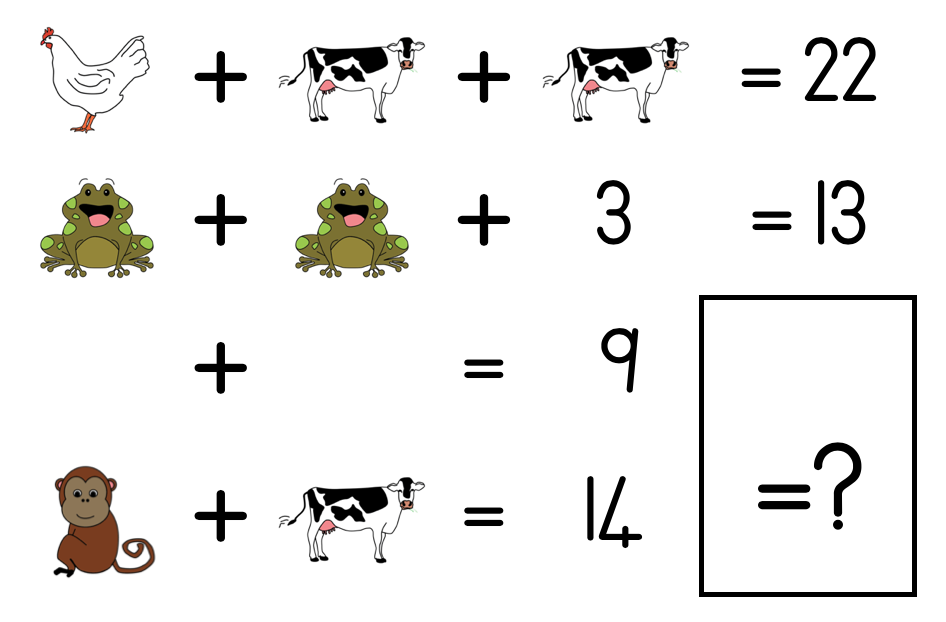 + + = 22
+ + 3 = 13
+ = 9
+ = 14
=?